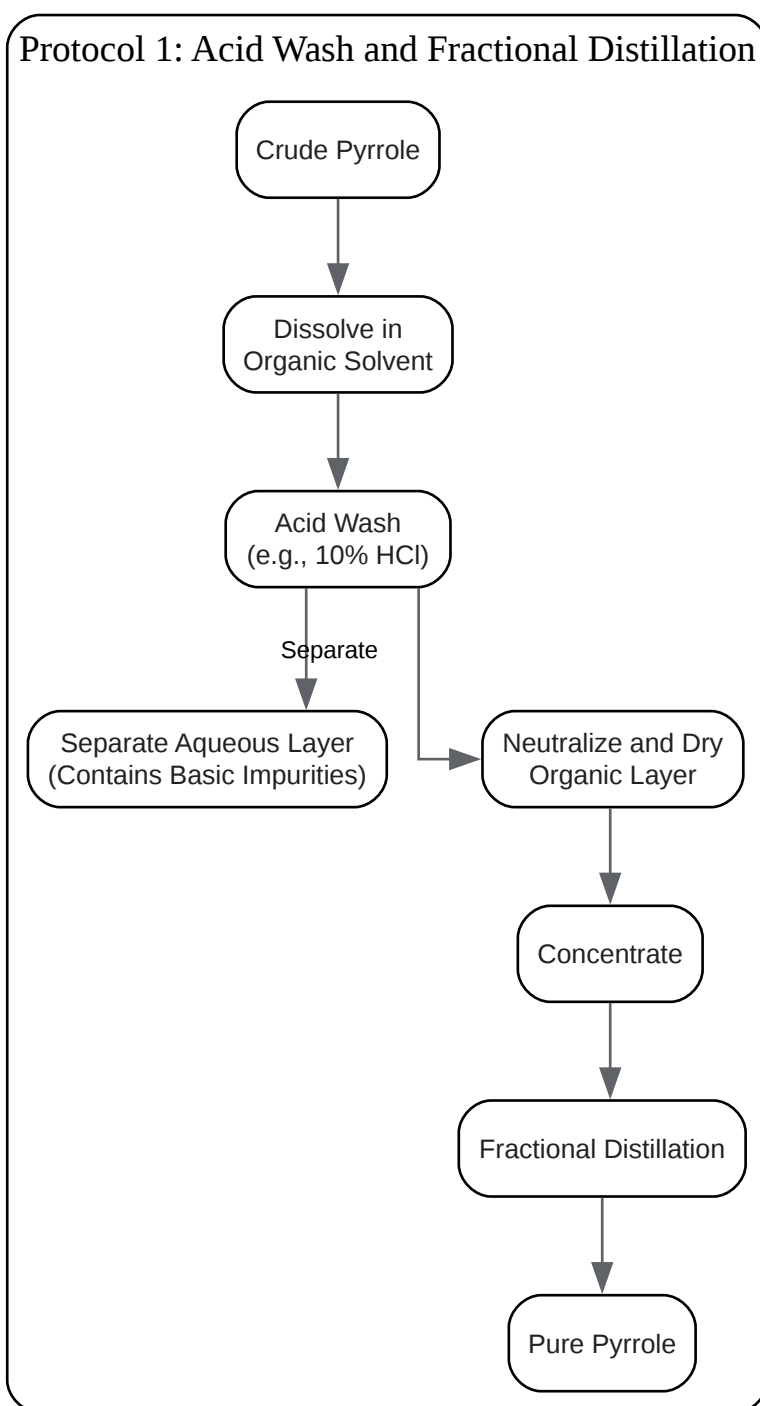 Protocol 1: Acid Wash and Fractional Distillation
Crude Pyrrole
Dissolve in
Organic Solvent
Acid Wash
(e.g., 10% HCl)
Separate
Separate Aqueous Layer
(Contains Basic Impurities)
Neutralize and Dry
Organic Layer
Concentrate
Fractional Distillation
Pure Pyrrole